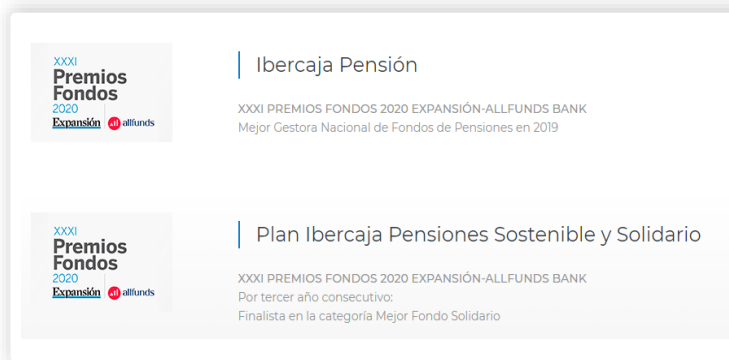 XXXI
Premios
Fondos
2020
Expansión allfunds
Ibercaja Pensión
XXXI PREMIOS FONDOS 2020 EXPANSIÓN-ALLFUNDS BANK
Mejor Gestora Nacional de Fondos de Pensiones en 2019
XXXI
Premios
Fondos
2020
Expansión allfunds
Plan Ibercaja Pensiones Sostenible y Solidario
XXXI PREMIOS FONDOS 2020 EXPANSIÓN-ALLFUNDS BANK
Por tercer año consecutivo:
Finalista en la categoría Mejor Fondo Solidario